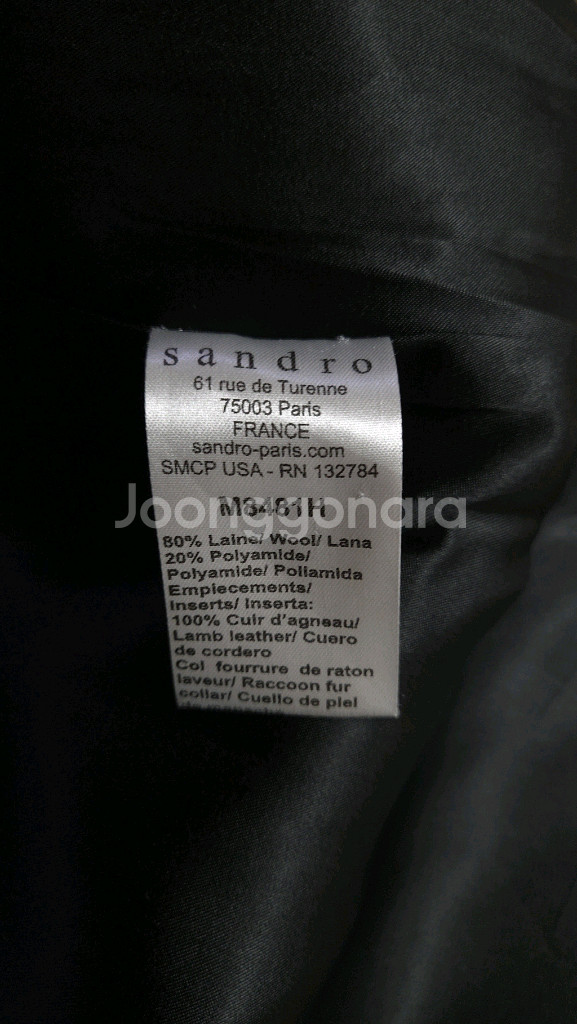 sandro
61 rue de Turenne
75003 Paris
FRANCE
sandro-paris.com
SMCP USA - RN 132784
M8481H
Joonggonara
80% Laine/ Wool/ Lana
20% Polyamide/
Polyamide/ Poliamida
Empiecements/
Inserts/ Inserta:
100% Cuir d'agneau/
Lamb leather/ Cuero
de cordero
Col fourrure de raton
laveur/ Raccoon fur
collar/ Cuello de piel